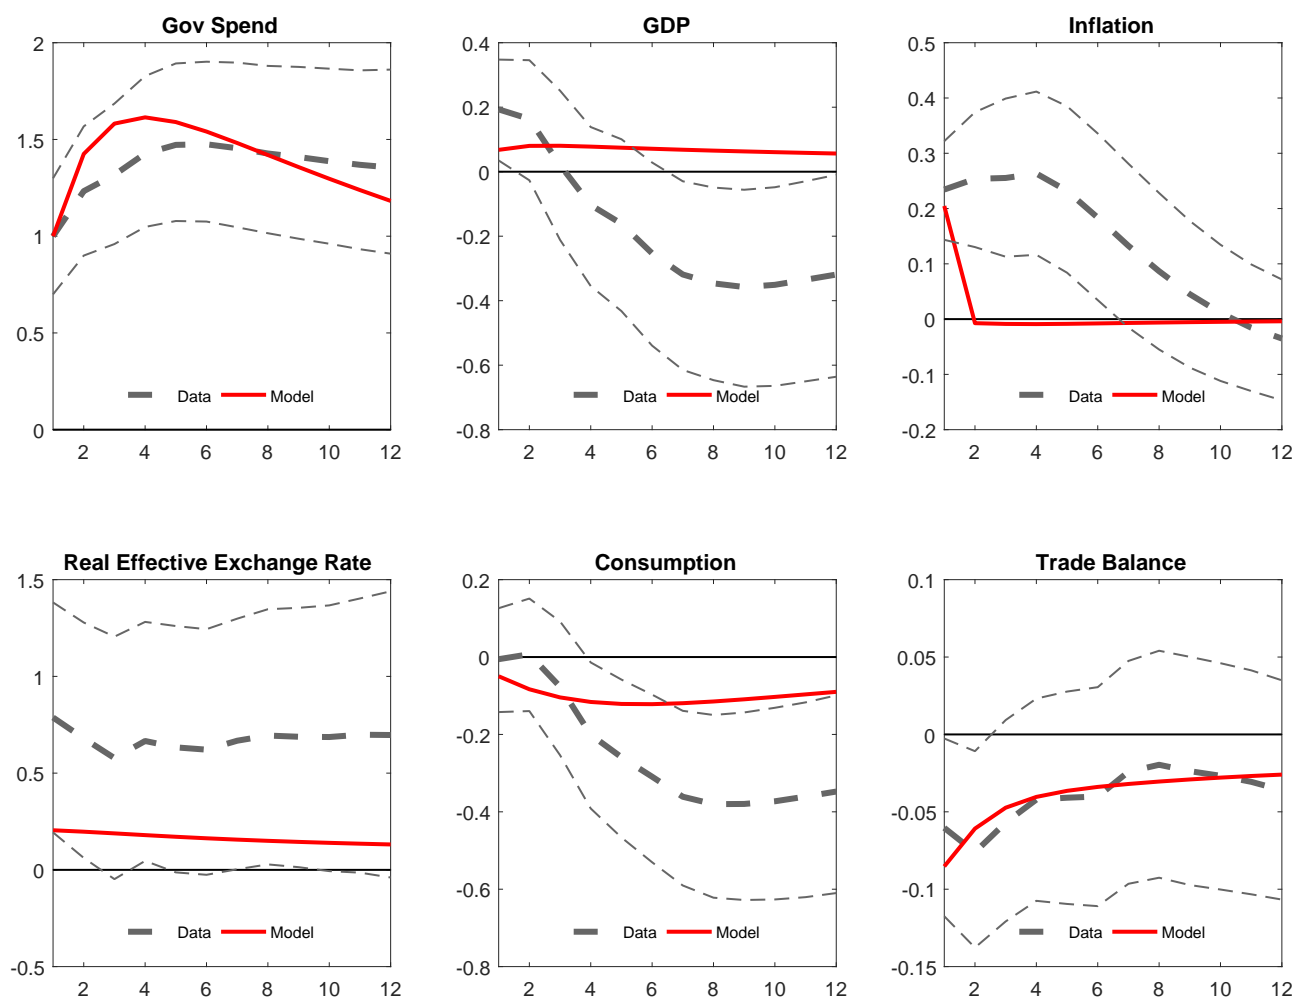 Gov Spend
2
1.5
1
0.5
0
Data Model
2 4 6 8 10 12
GDP
0.4
0.2
0
-0.2
-0.4
-0.6
-0.8
Data Model
2 4 6 8 10 12
Inflation
0.5
0.4
0.3
0.2
0.1
0
-0.1
-0.2
Data Model
2 4 6 8 10 12
Real Effective Exchange Rate
1.5
1
0.5
0
-0.5
Data Model
2 4 6 8 10 12
Consumption
0.2
0
-0.2
-0.4
-0.6
-0.8
Data Model
2 4 6 8 10 12
Trade Balance
0.1
0.05
0
-0.05
-0.1
-0.15
Data Model
2 4 6 8 10 12